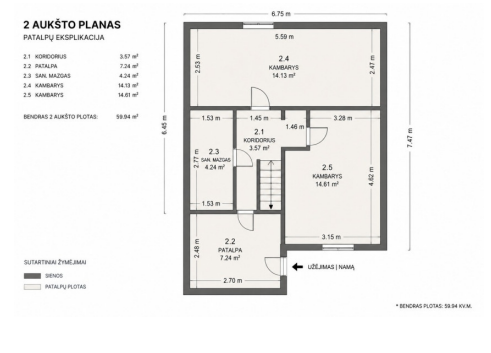 2 AUKŠTO PLANAS
PATALPŲ EKSPLIKACIJA
2.1 KORIDORIUS 3.57 m²
2.2 PATALPA 7.24 m²
2.3 SAN. MAZGAS 4.24 m²
2.4 KAMBARYS 14.13 m²
2.5 KAMBARYS 14.61 m²
BENDRAS 2 AUKŠTO PLOTAS: 59.94 m²
6.75 m
5.59 m
2.53 m
2.4
KAMBARYS
14.13 m²
2.47 m
6.45 m
7.47 m
1.53 m
1.45 m
1.46 m
3.28 m
2.1
KORIDORIUS
3.57 m²
2.77 m
2.3
SAN. MAZGAS
4.24 m²
1.53 m
2.5
KAMBARYS
14.61 m²
4.62 m
3.15 m
2.48 m
2.2
PATALPA
7.24 m²
2.70 m
UŽĖJIMAS Į NAMĄ
SUTARTINIAI ŽYMĖJIMAI
SIENOS
PATALPŲ PLOTAS
* BENDRAS PLOTAS: 59.94 KV.M.